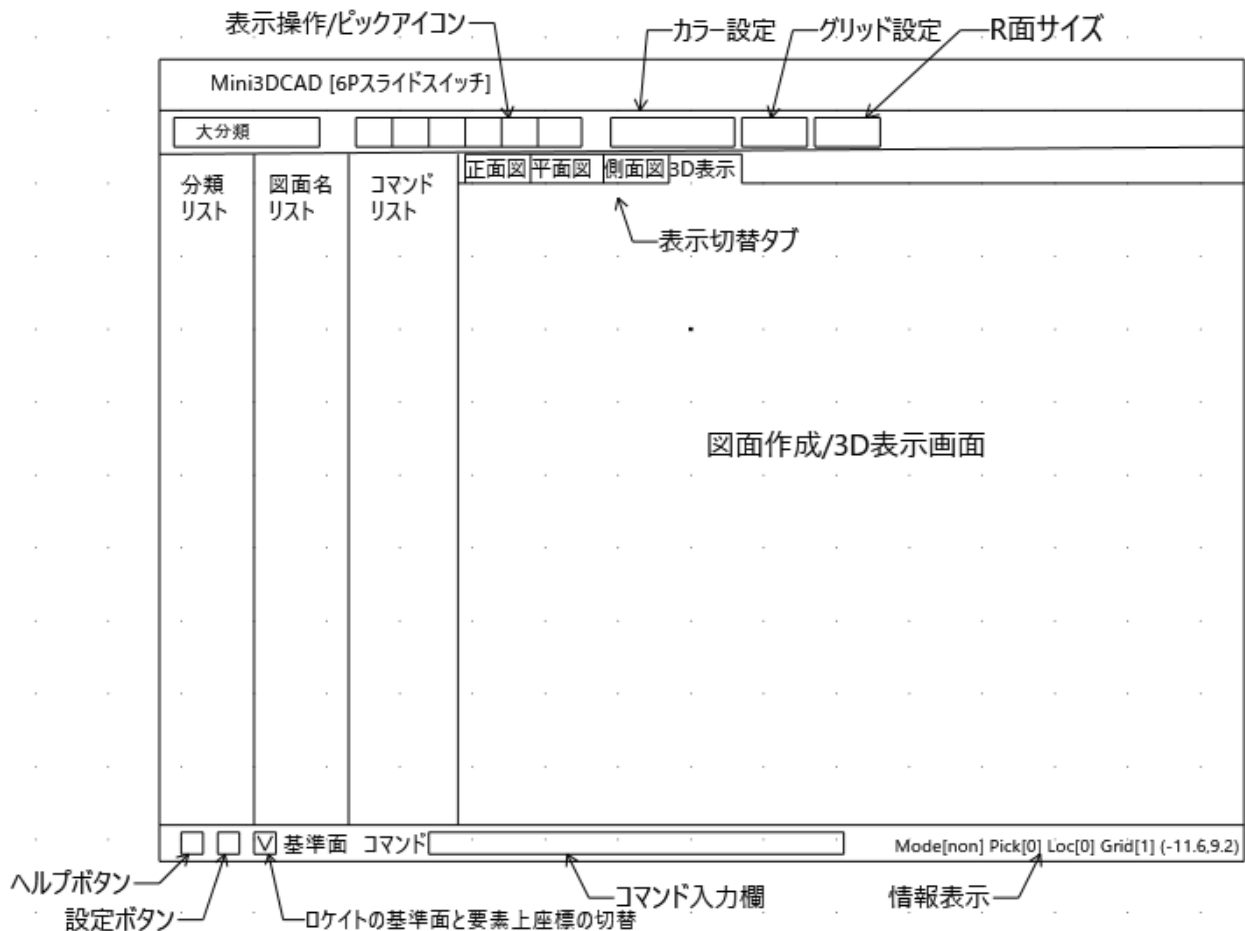 表示操作/ピックアイコン
カラー設定
グリッド設定
R面サイズ
Mini3DCAD [6Pスライドスイッチ]
大分類
正面図
平面図
側面図
3D表示
分類
リスト
図面名
リスト
コマンド
リスト
表示切替タブ
図面作成/3D表示画面
基準面
コマンド
Mode[non] Pick[0] Loc[0] Grid[1] (-11.6,9.2)
ヘルプボタン
設定ボタン
ロケイトの基準面と要素上座標の切替
コマンド入力欄
情報表示